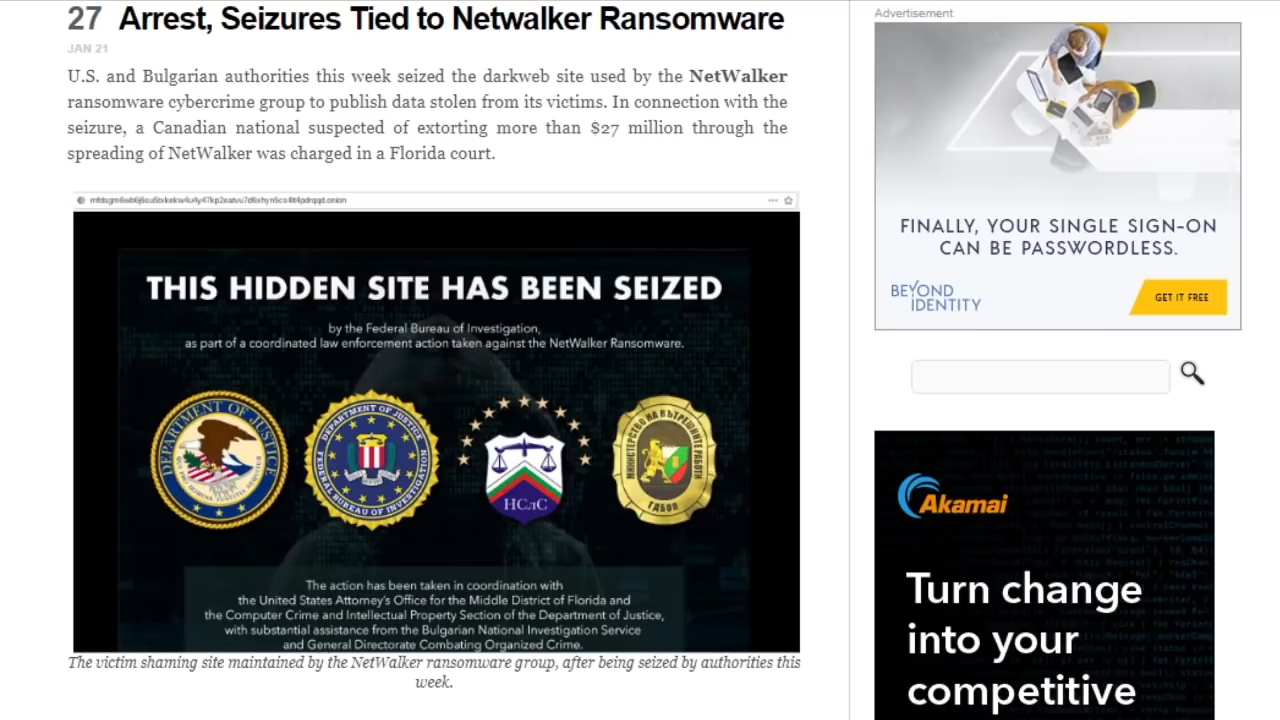 27 Arrest, Seizures Tied to Netwalker Ransomware
JAN 21
U.S. and Bulgarian authorities this week seized the darkweb site used by the NetWalker
ransomware cybercrime group to publish data stolen from its victims. In connection with the
seizure, a Canadian national suspected of extorting more than $27 million through the
spreading of NetWalker was charged in a Florida court.
THIS HIDDEN SITE HAS BEEN SEIZED
by the Federal Bureau of Investigation,
as part of a coordinated law enforcement action taken against the NetWalker Ransomware.
DEPARTMENT OF JUSTICE
DEPARTMENT OF JUSTICE
FEDERAL BUREAU OF INVESTIGATION
НСлС
МИНИСТЕРСТВО НА ВЪТРЕШНИТЕ РАБОТИ
ГДБОП
The action has been taken in coordination with
the United States Attorney's Office for the Middle District of Florida and
the Computer Crime and Intellectual Property Section of the Department of Justice,
with substantial assistance from the Bulgarian National Investigation Service
and General Directorate Combating Organized Crime.
The victim shaming site maintained by the NetWalker ransomware group, after being seized by authorities this
week.
Advertisement
FINALLY, YOUR SINGLE SIGN-ON
CAN BE PASSWORDLESS.
BEYOND
IDENTITY
GET IT FREE
Akamai
Turn change
into your
competitive